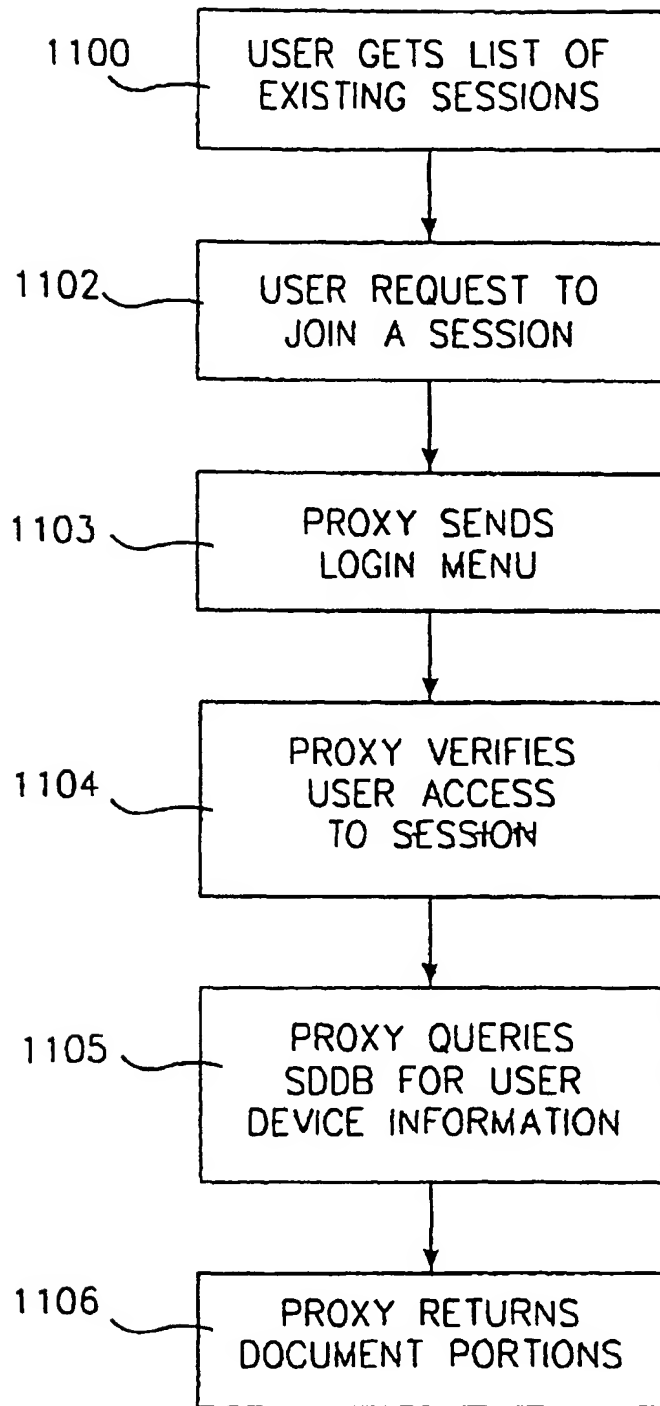 1100
USER GETS LIST OF
EXISTING SESSIONS
1102
USER REQUEST TO
JOIN A SESSION
1103
PROXY SENDS
LOGIN MENU
1104
PROXY VERIFIES
USER ACCESS
TO SESSION
1105
PROXY QUERIES
SDDB FOR USER
DEVICE INFORMATION
1106
PROXY RETURNS
DOCUMENT PORTIONS